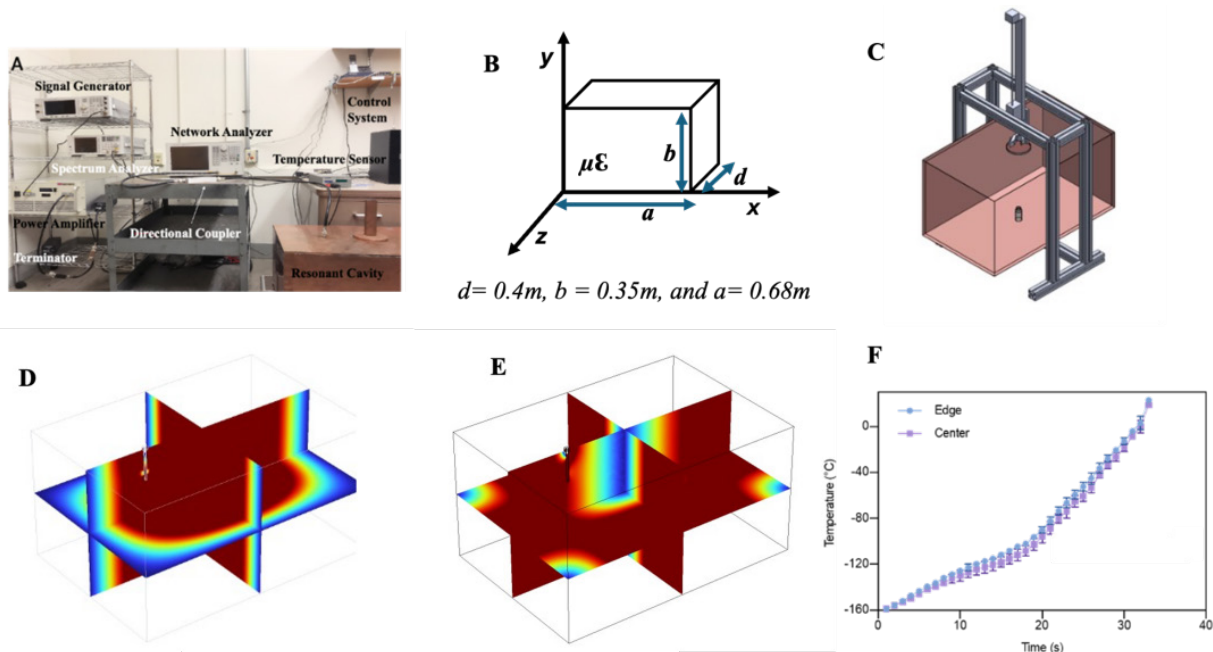 A
Signal Generator
Network Analyzer
Control
System
Spectrum Analyzer
Temperature Sensor
Power Amplifier
Directional Coupler
Terminator
Resonant Cavity
B
y
με
b
d
a
x
z
d= 0.4m, b = 0.35m, and a= 0.68m
C
D
E
F
Edge
Center
Temperature (°C)
0
-40
-80
-120
-160
0
10
20
30
40
Time (s)